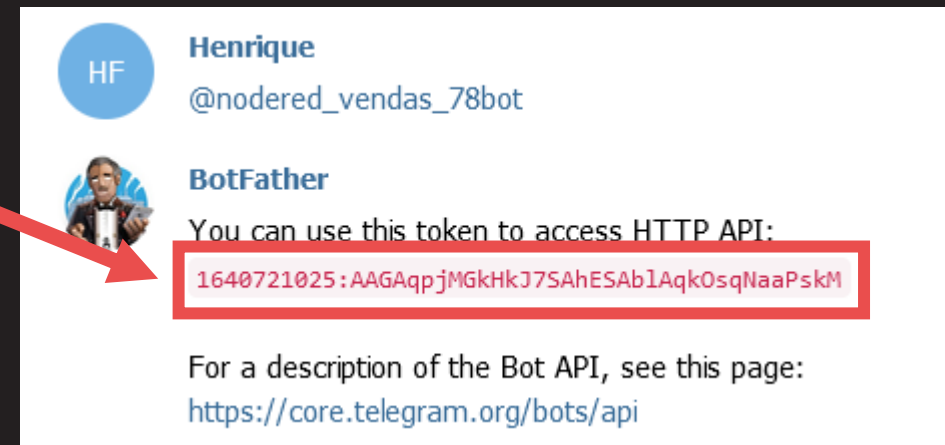 HF
Henrique
@nodered_vendas_78bot
BotFather
You can use this token to access HTTP API:
1640721025:AAGAqpjMGkHkJ7SAhESAblAqkOsqNaaPskM
For a description of the Bot API, see this page:
https://core.telegram.org/bots/api